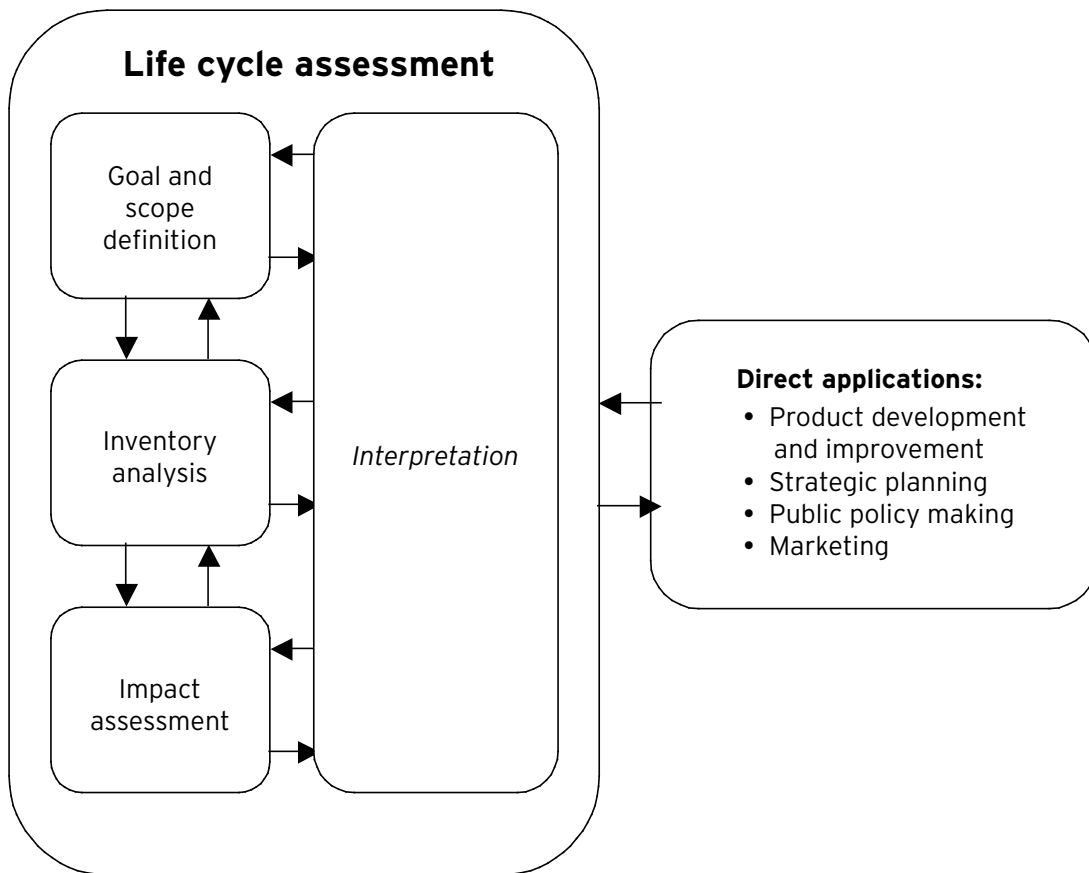 Life cycle assessment
Goal and
scope
definition
Inventory
analysis
Impact
assessment
Interpretation
Direct applications:
• Product development
and improvement
• Strategic planning
• Public policy making
• Marketing